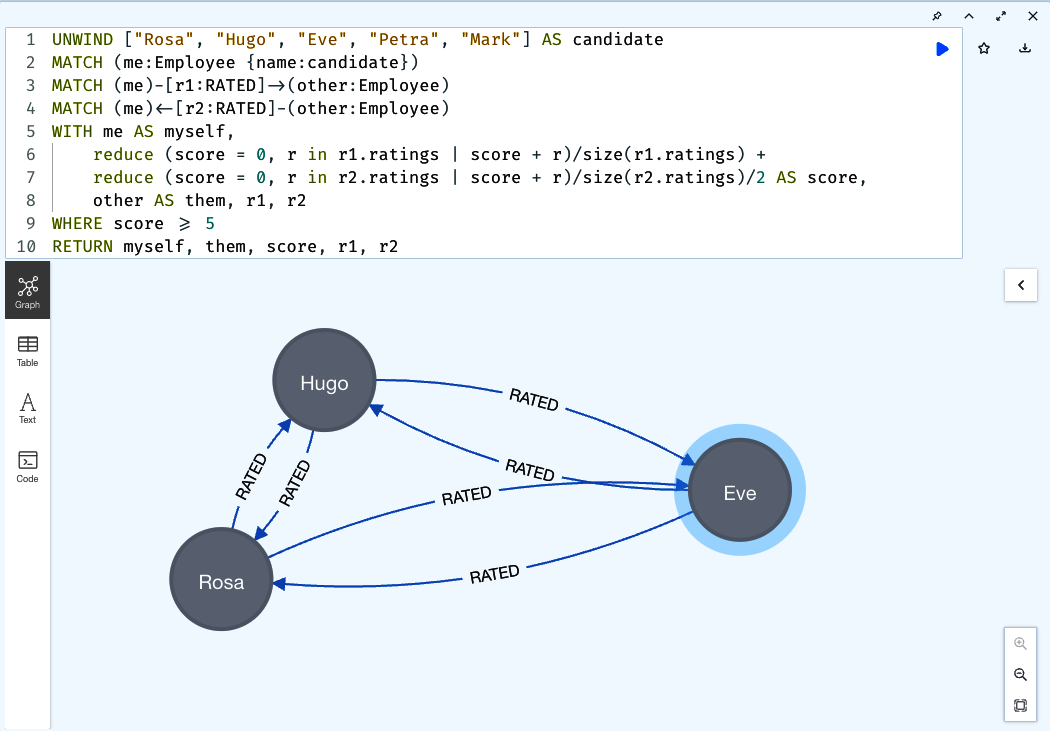 1 UNWIND ["Rosa", "Hugo", "Eve", "Petra", "Mark"] AS candidate
2 MATCH (me:Employee {name:candidate})
3 MATCH (me)-[r1:RATED]→(other:Employee)
4 MATCH (me)←[r2:RATED]-(other:Employee)
5 WITH me AS myself,
6 reduce (score = 0, r in r1.ratings | score + r)/size(r1.ratings) +
7 reduce (score = 0, r in r2.ratings | score + r)/size(r2.ratings)/2 AS score,
8 other AS them, r1, r2
9 WHERE score ⩾ 5
10 RETURN myself, them, score, r1, r2
Graph
Table
Text
Code
Hugo
RATED
RATED
RATED
RATED
RATED
Eve
RATED
Rosa